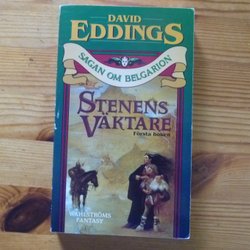 DAVID
EDDINGS
SAGAN OM BELGARION
STENENS
VÄKTARE
Första boken
WAHLSTRÖMS
FANTASY